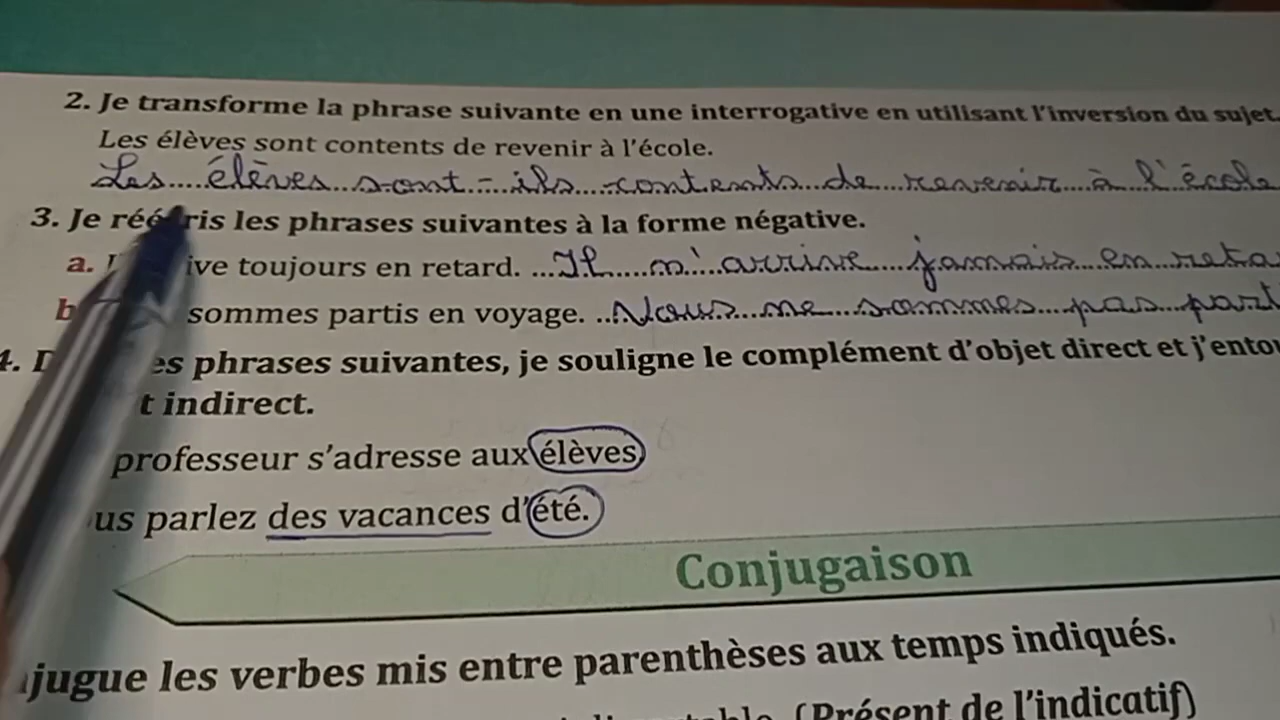 2. Je transforme la phrase suivante en une interrogative en utilisant l'inversion du sujet.
Les élèves sont contents de revenir à l'école.
Les élèves sont-ils contents de revenir à l'école
3. Je réécris les phrases suivantes à la forme négative.
a. ive toujours en retard. Il n'arrive jamais en reta
b sommes partis en voyage. Nous ne sommes pas part
4. D es phrases suivantes, je souligne le complément d'objet direct et j'ento
t indirect.
professeur s'adresse aux élèves
us parlez des vacances d'été.
Conjugaison
jugue les verbes mis entre parenthèses aux temps indiqués.
(Présent de l'indicatif)